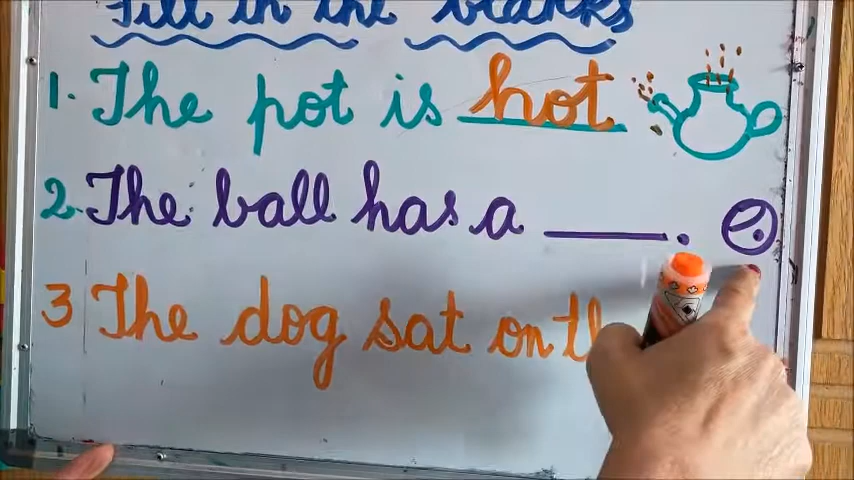 Fill in the blanks
1. The pot is hot
2. The ball has a ______.
3 The dog sat on th